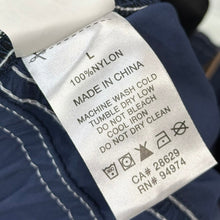 L
100%NYLON
MADE IN CHINA
MACHINE WASH COLD
TUMBLE DRY LOW
DO NOT BLEACH
COOL IRON
DO NOT DRY CLEAN
CA# 28629
RN# 94974